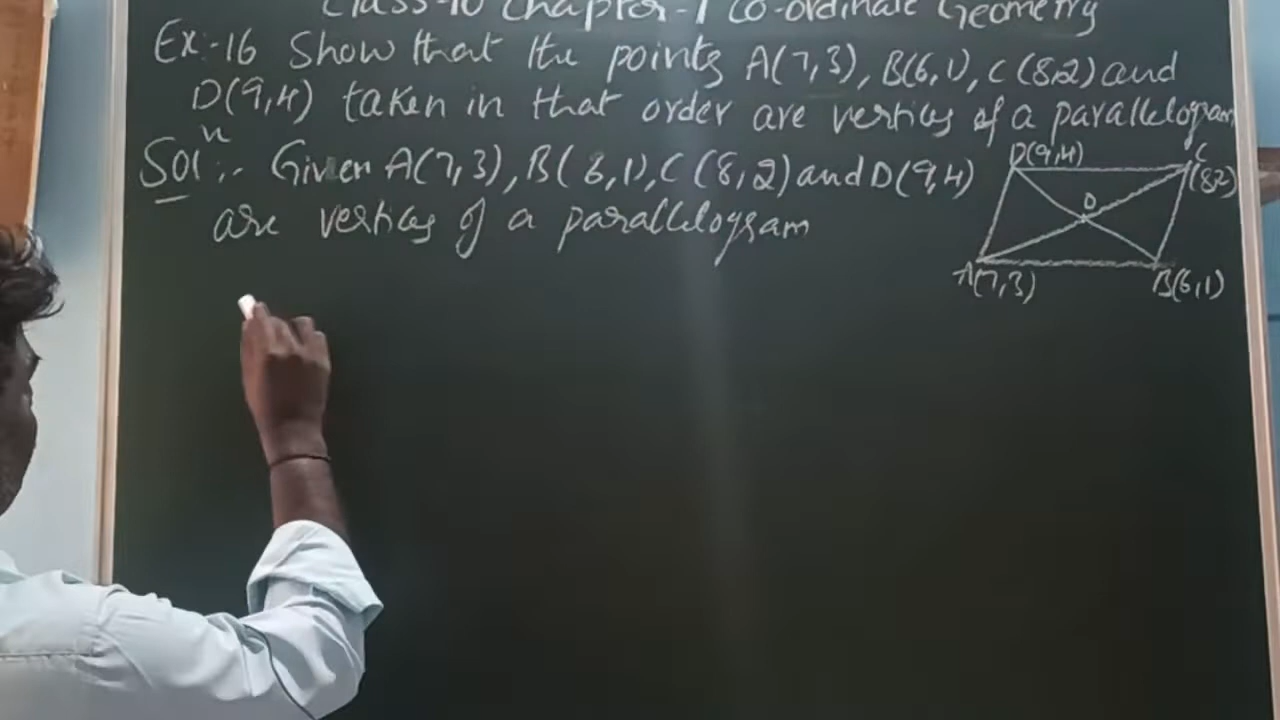 Class-10 Chapter-7 Co-ordinate Geometry
Ex:-16 Show that the points A(7,3), B(6,1), C(8,2) and
D(9,4) taken in that order are vertices of a parallelogram
Soln :- Given A(7,3), B(6,1), C(8,2) and D(9,4)
are vertices of a parallelogram
D(9,4)
C
(8,2)
O
A(7,3)
B(6,1)